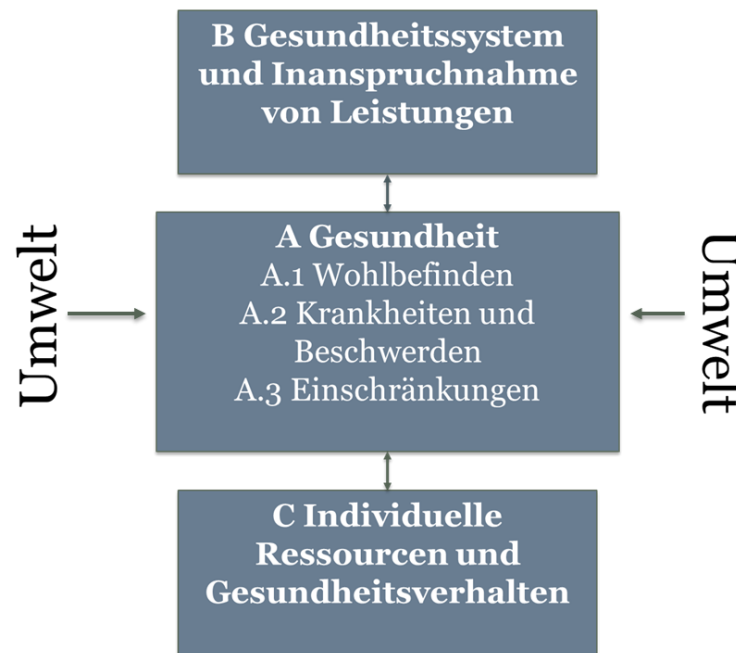 B Gesundheitssystem
und Inanspruchnahme
von Leistungen
Umwelt
A Gesundheit
A.1 Wohlbefinden
A.2 Krankheiten und
Beschwerden
A.3 Einschränkungen
Umwelt
C Individuelle
Ressourcen und
Gesundheitsverhalten